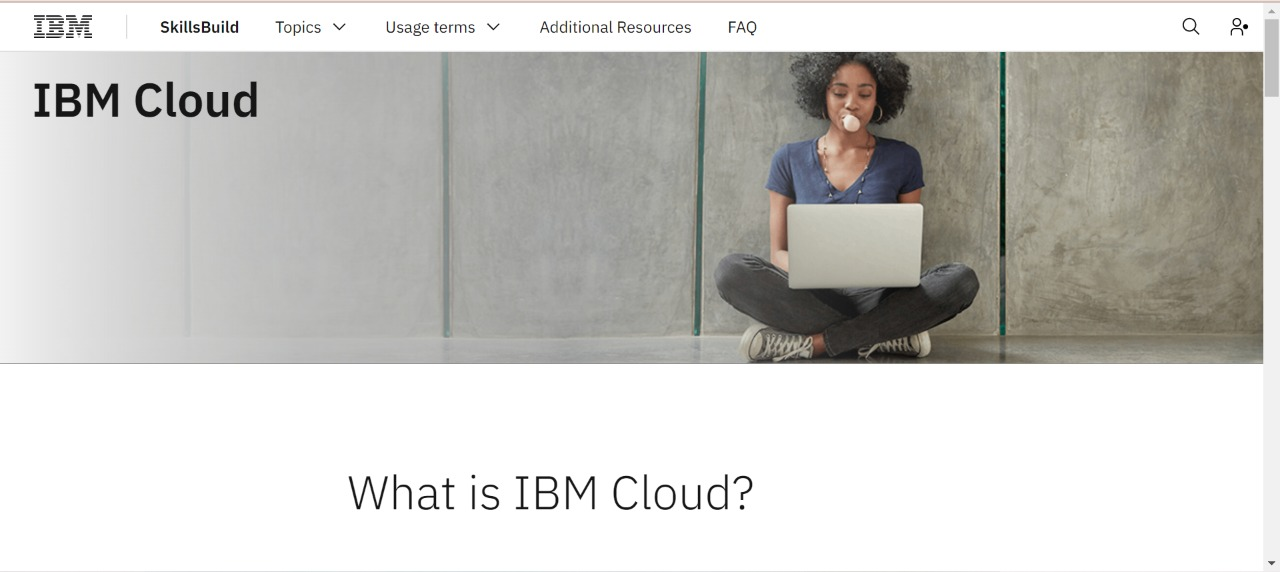 IBM SkillsBuild Topics Usage terms Additional Resources FAQ
IBM Cloud
What is IBM Cloud?